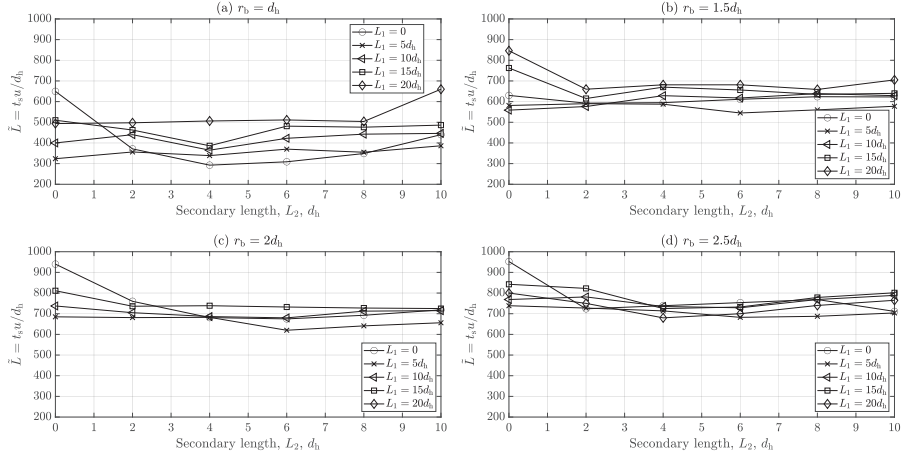 (a) r_b = d_h
L̃ = t_s u/d_h
1000
900
800
700
600
500
400
300
200
0 1 2 3 4 5 6 7 8 9 10
Secondary length, L_2, d_h
L_1 = 0
L_1 = 5d_h
L_1 = 10d_h
L_1 = 15d_h
L_1 = 20d_h
(b) r_b = 1.5d_h
L̃ = t_s u/d_h
1000
900
800
700
600
500
400
300
200
0 1 2 3 4 5 6 7 8 9 10
Secondary length, L_2, d_h
L_1 = 0
L_1 = 5d_h
L_1 = 10d_h
L_1 = 15d_h
L_1 = 20d_h
(c) r_b = 2d_h
L̃ = t_s u/d_h
1000
900
800
700
600
500
400
300
200
0 1 2 3 4 5 6 7 8 9 10
Secondary length, L_2, d_h
L_1 = 0
L_1 = 5d_h
L_1 = 10d_h
L_1 = 15d_h
L_1 = 20d_h
(d) r_b = 2.5d_h
L̃ = t_s u/d_h
1000
900
800
700
600
500
400
300
200
0 1 2 3 4 5 6 7 8 9 10
Secondary length, L_2, d_h
L_1 = 0
L_1 = 5d_h
L_1 = 10d_h
L_1 = 15d_h
L_1 = 20d_h